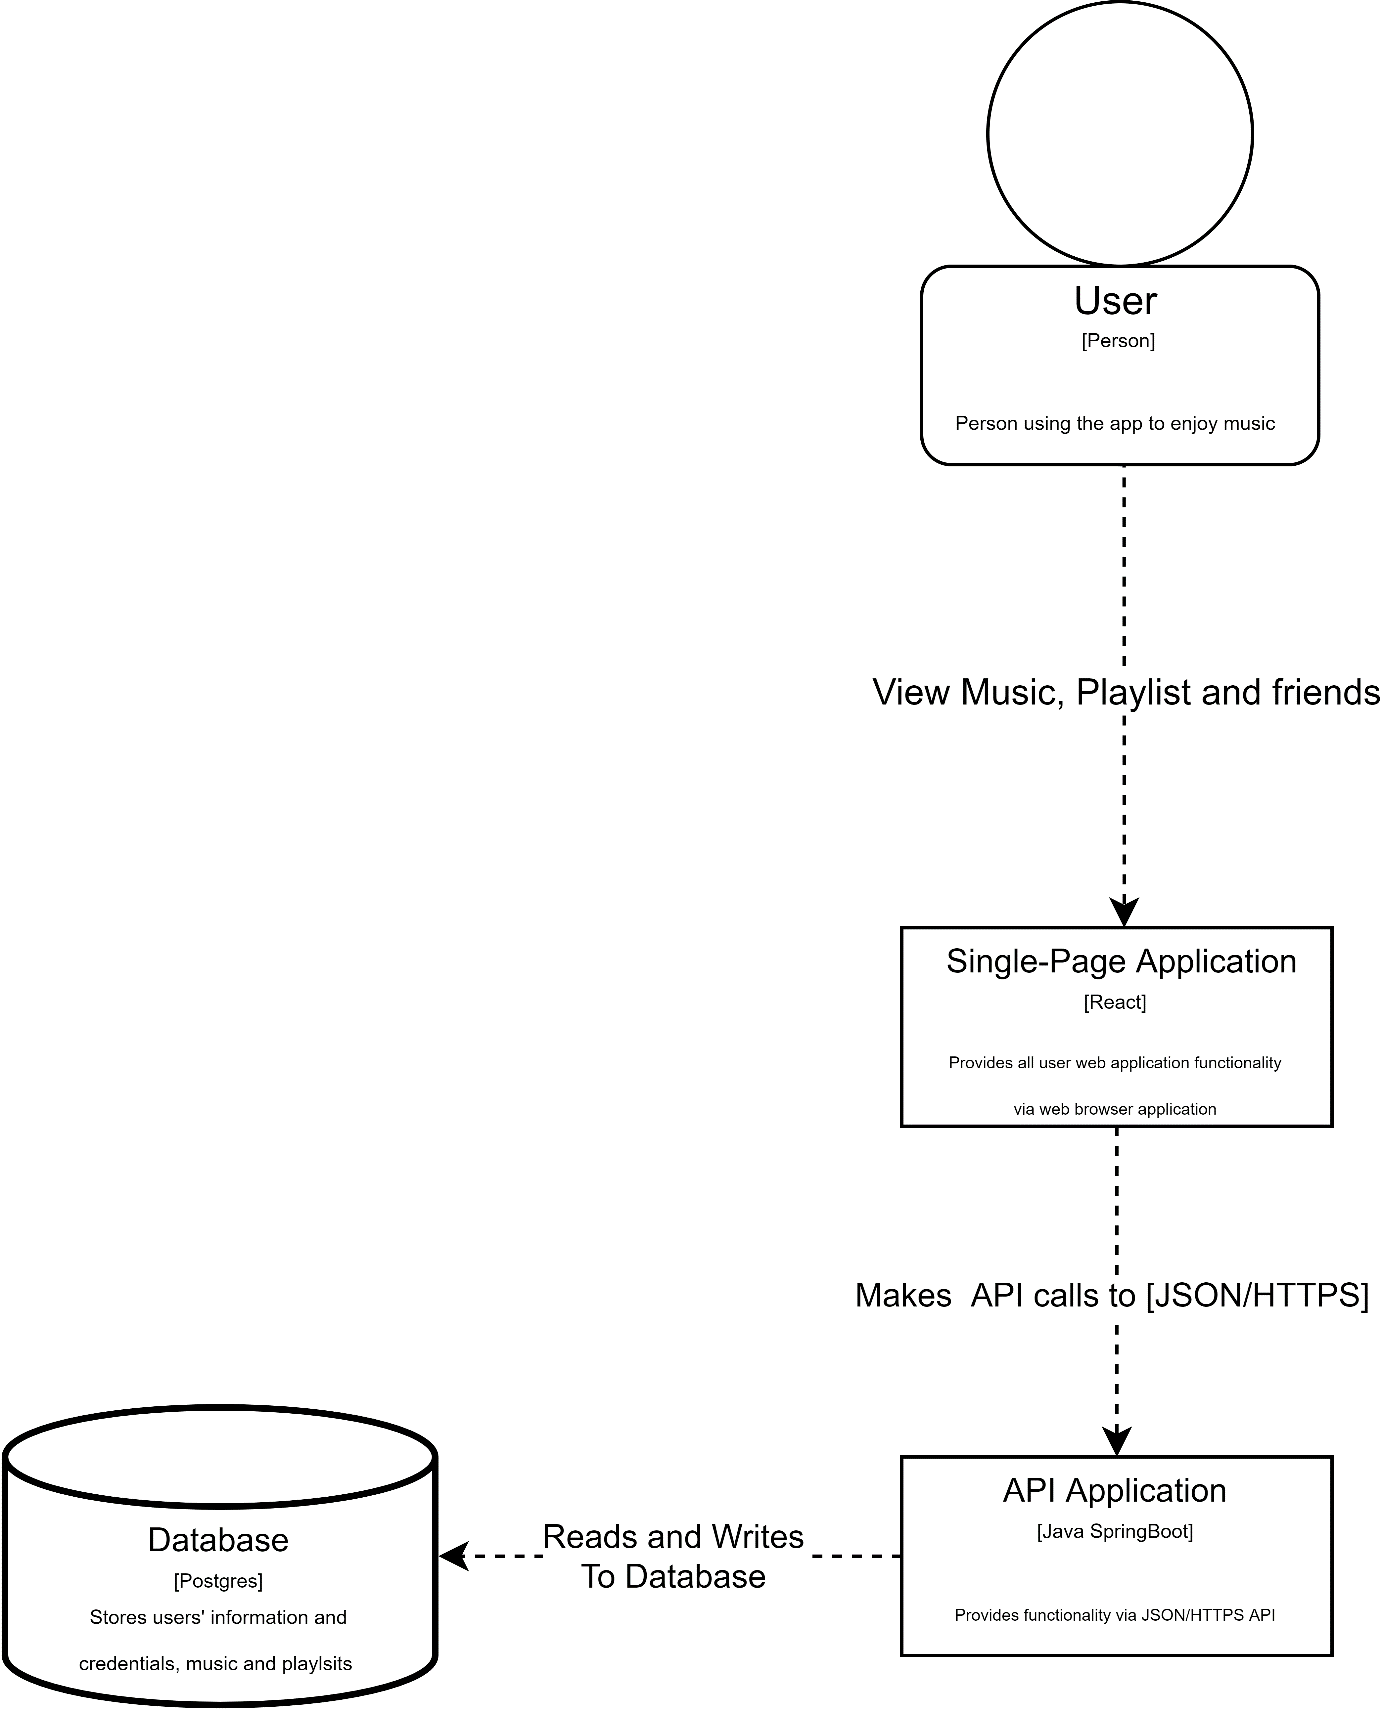 User
[Person]
Person using the app to enjoy music
View Music, Playlist and friends
Single-Page Application
[React]
Provides all user web application functionality
via web browser application
Makes  API calls to [JSON/HTTPS]
API Application
[Java SpringBoot]
Provides functionality via JSON/HTTPS API
Reads and Writes
To Database
Database
[Postgres]
Stores users' information and
credentials, music and playlsits